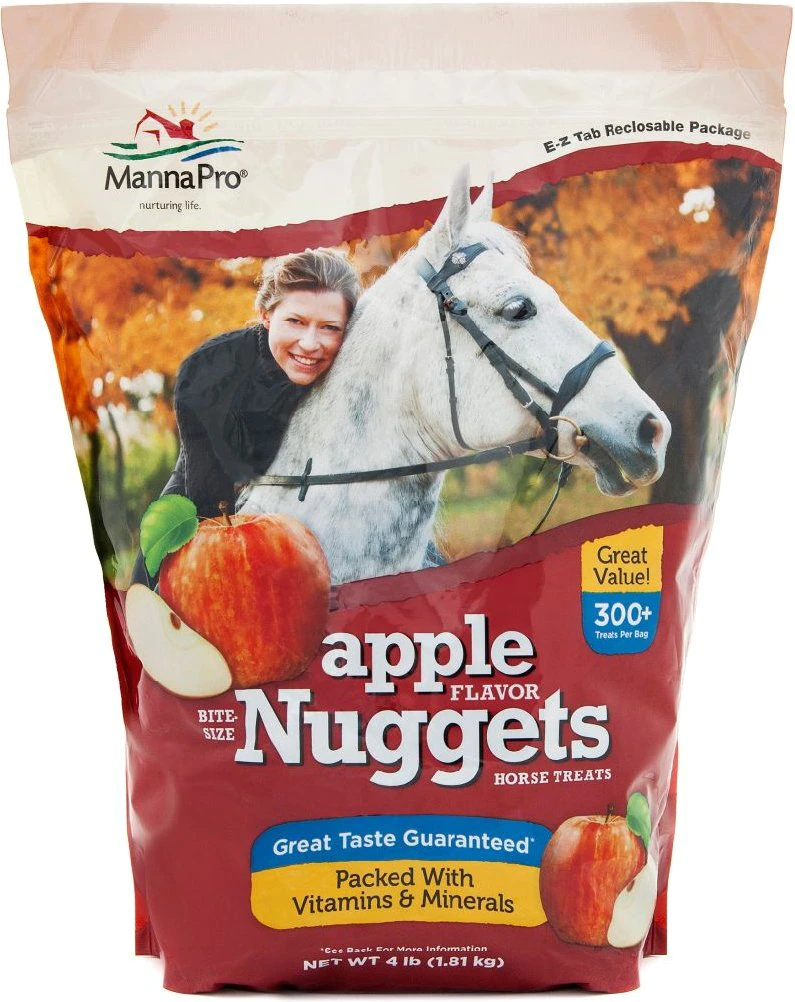 E-Z Tab Reclosable Package
MannaPro®
nurturing life.
Great
Value!
300+
Treats Per Bag
apple
FLAVOR
BITE-
SIZE
Nuggets
HORSE TREATS
Great Taste Guaranteed*
Packed With
Vitamins & Minerals
*See Back For More Information
NET WT 4 lb (1.81 kg)